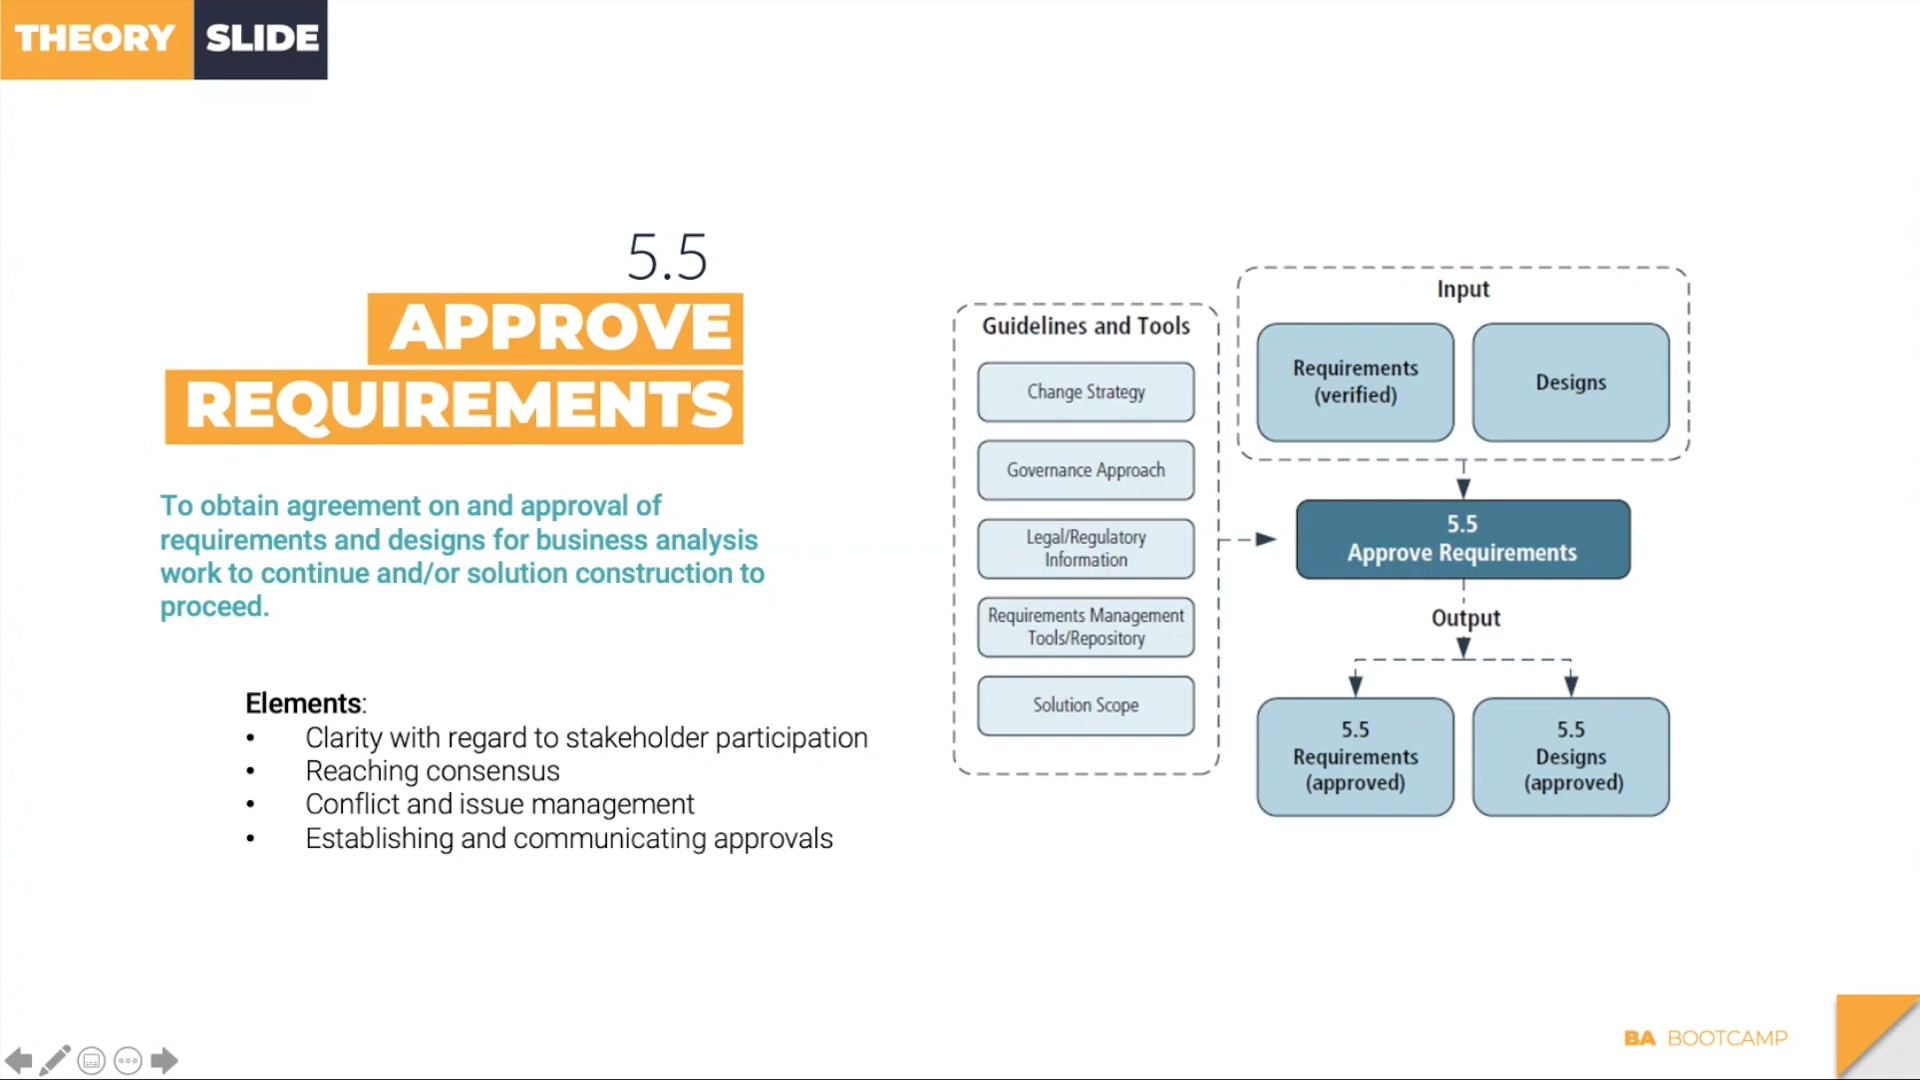 THEORY SLIDE
5.5
APPROVE
REQUIREMENTS
To obtain agreement on and approval of
requirements and designs for business analysis
work to continue and/or solution construction to
proceed.
Elements:
• Clarity with regard to stakeholder participation
• Reaching consensus
• Conflict and issue management
• Establishing and communicating approvals
Guidelines and Tools
Change Strategy
Governance Approach
Legal/Regulatory
Information
Requirements Management
Tools/Repository
Solution Scope
Input
Requirements
(verified)
Designs
5.5
Approve Requirements
Output
5.5
Requirements
(approved)
5.5
Designs
(approved)
BA BOOTCAMP